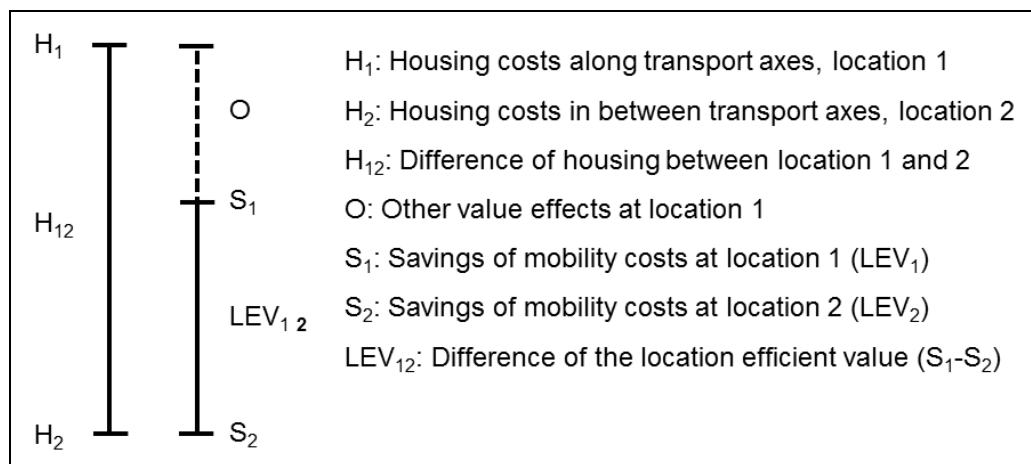 H₁
O
S₁
H₁₂
LEV₁ ₂
H₂
S₂
H₁: Housing costs along transport axes, location 1
H₂: Housing costs in between transport axes, location 2
H₁₂: Difference of housing between location 1 and 2
O: Other value effects at location 1
S₁: Savings of mobility costs at location 1 (LEV₁)
S₂: Savings of mobility costs at location 2 (LEV₂)
LEV₁₂: Difference of the location efficient value (S₁-S₂)